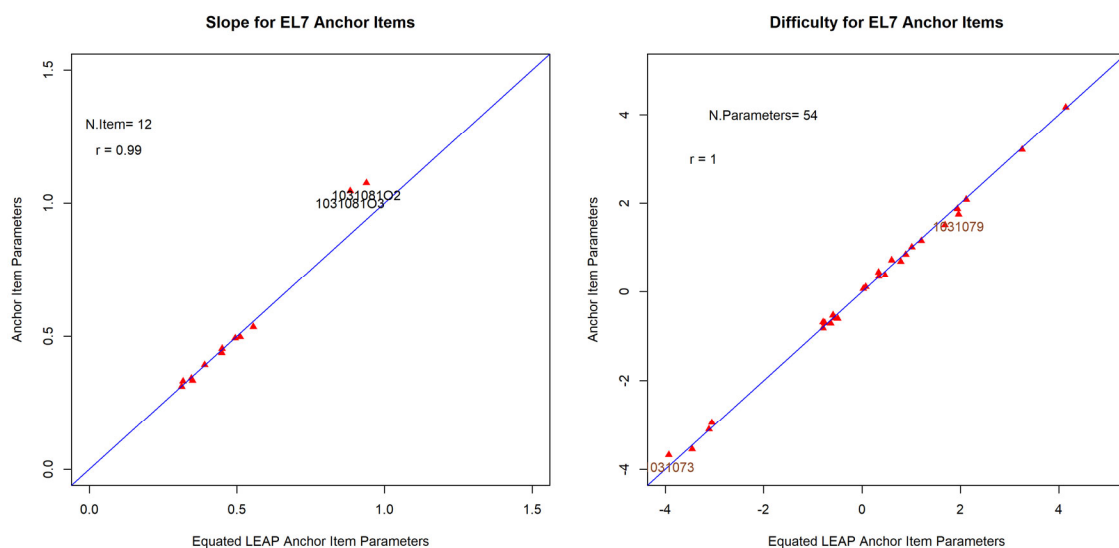 Slope for EL7 Anchor Items
N.Item= 12
r = 0.99
1031081O2
1031081O3
Anchor Item Parameters
0.0
0.5
1.0
1.5
0.0
0.5
1.0
1.5
Equated LEAP Anchor Item Parameters
Difficulty for EL7 Anchor Items
N.Parameters= 54
r = 1
1031079
031073
Anchor Item Parameters
-4
-2
0
2
4
-4
-2
0
2
4
Equated LEAP Anchor Item Parameters